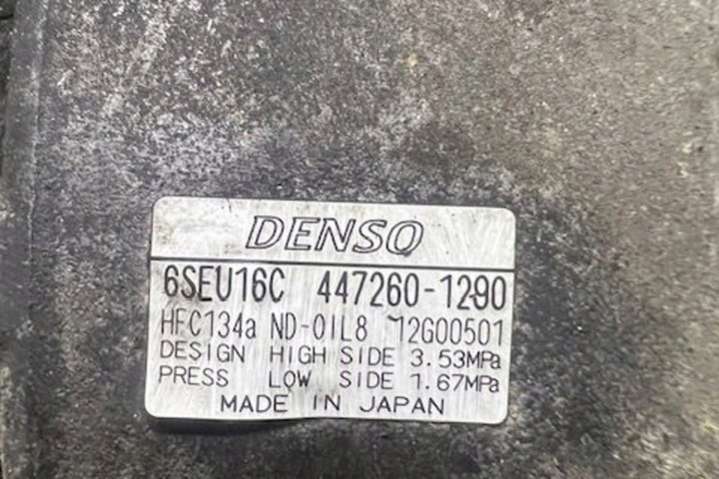 DENSO
6SEU16C 447260-1290
HFC134a ND-OIL8 12G00501
DESIGN HIGH SIDE 3.53MPa
PRESS LOW SIDE 1.67MPa
MADE IN JAPAN